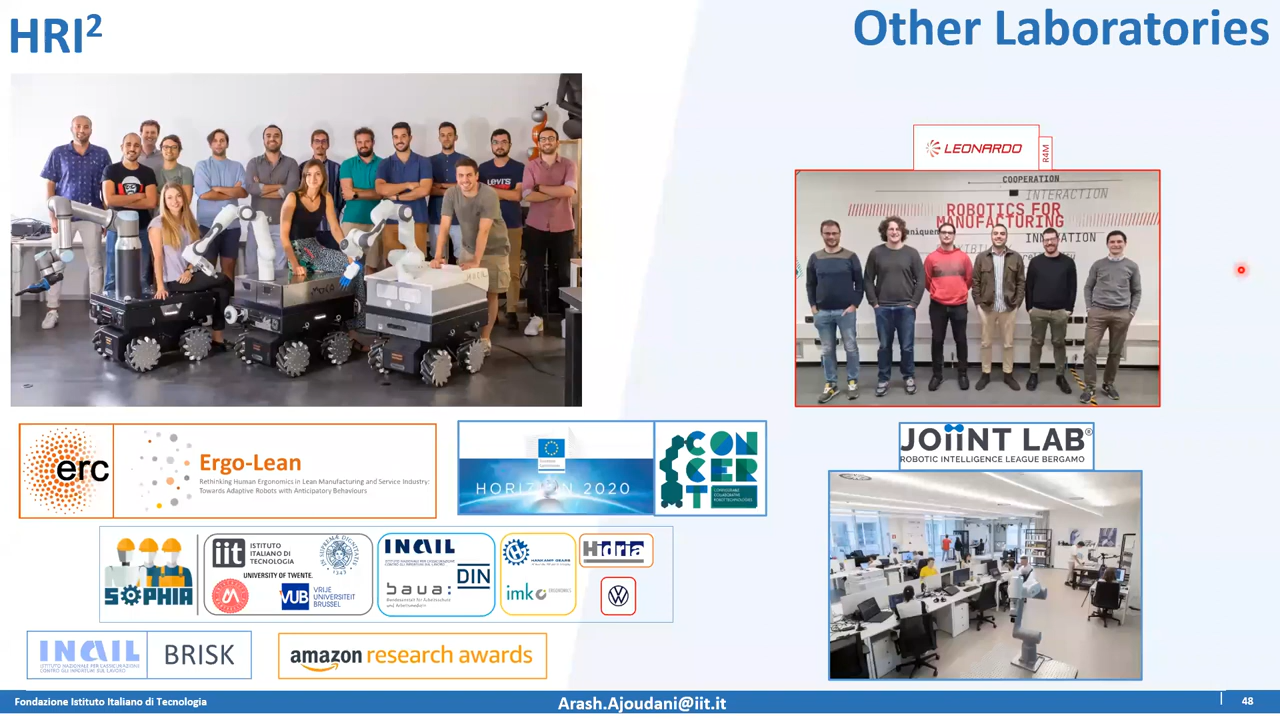 HRI²
Other Laboratories
LEONARDO
R4M
COOPERATION
INTERACTION
ROBOTICS FOR
MANUFACTURING
INNOVATION
LEVI'S
erc
Ergo-Lean
Rethinking Human Ergonomics in Lean Manufacturing and Service Industry:
Towards Adaptive Robots with Anticipatory Behaviours
HORIZON 2020
CON
CER
T
JOiiNT LAB®
ROBOTIC INTELLIGENCE LEAGUE BERGAMO
SOPHIA
iit
ISTITUTO
ITALIANO DI
TECNOLOGIA
UNIVERSITY OF TWENTE.
VUB
VRIJE
UNIVERSITEIT
BRUSSEL
INAIL
baua:
DIN
imk
Hidria
INAIL
BRISK
amazon research awards
Fondazione Istituto Italiano di Tecnologia
Arash.Ajoudani@iit.it
48